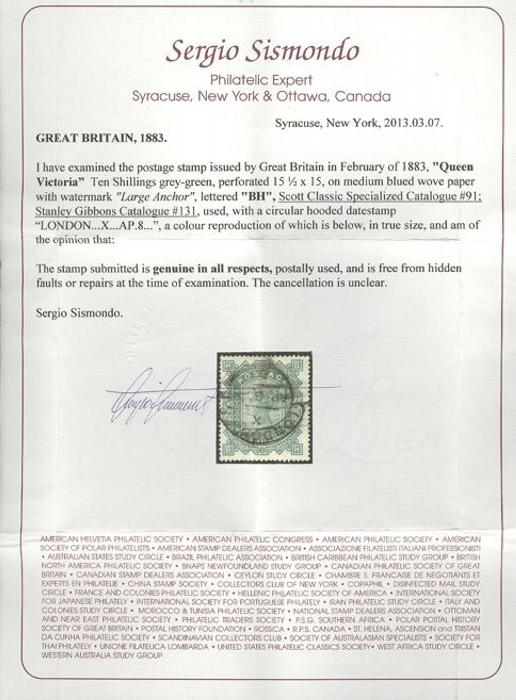 Sergio Sismondo
Philatelic Expert
Syracuse, New York & Ottawa, Canada
Syracuse, New York, 2013.03.07.
GREAT BRITAIN, 1883.
I have examined the postage stamp issued by Great Britain in February of 1883, "Queen
Victoria" Ten Shillings grey-green, perforated 15 ½ x 15, on medium blued wove paper
with watermark "Large Anchor", lettered "BH", Scott Classic Specialized Catalogue #91;
Stanley Gibbons Catalogue #131, used, with a circular hooded datestamp
"LONDON...X...AP.8...", a colour reproduction of which is below, in true size, and am of
the opinion that:
The stamp submitted is genuine in all respects, postally used, and is free from hidden
faults or repairs at the time of examination. The cancellation is unclear.
Sergio Sismondo.
POSTAGE
X
AMERICAN HELVETIA PHILATELIC SOCIETY • AMERICAN PHILATELIC CONGRESS • AMERICAN PHILATELIC SOCIETY • AMERICAN
SOCIETY OF POLAR PHILATELISTS • AMERICAN STAMP DEALERS ASSOCIATION • ASSOCIAZIONE FILATELISTI ITALIAN PROFESSIONISTI
• AUSTRALIAN STATES STUDY CIRCLE • BRAZIL PHILATELIC ASSOCIATION • BRITISH CARIBBEAN PHILATELIC STUDY GROUP • BRITISH
NORTH AMERICA PHILATELIC SOCIETY • BNAPS NEWFOUNDLAND STUDY GROUP • CANADIAN PHILATELIC SOCIETY OF GREAT
BRITAIN • CANADIAN STAMP DEALERS ASSOCIATION • CEYLON STUDY CIRCLE • CHAMBRE S. FRANCAISE DE NEGOTIANTS ET
EXPERTS EN PHILATELIE • CHINA STAMP SOCIETY • COLLECTORS CLUB OF NEW YORK • COPAPHIL • DISINFECTED MAIL STUDY
CIRCLE • FRANCE AND COLONIES PHILATELIC SOCIETY • HELLENIC PHILATELIC SOCIETY OF AMERICA • INTERNATIONAL SOCIETY
FOR JAPANESE PHILATELY • INTERNATIONAL SOCIETY FOR PORTUGUESE PHILATELY • IRAN PHILATELIC STUDY CIRCLE • ITALY AND
COLONIES STUDY GROUP • MOROCCO & TUNISIA PHILATELIC SOCIETY • NATIONAL STAMP DEALERS ASSOCIATION • OTTOMAN
AND NEAR EAST PHILATELIC SOCIETY • PHILATELIC TRADERS SOCIETY • P.S.G. SOUTHERN AFRICA • POLAR POSTAL HISTORY
SOCIETY OF GREAT BRITAIN • POSTAL HISTORY FOUNDATION • ROSSICA • R.P.S. CANADA • ST. HELENA, ASCENSION AND TRISTAN
DA CUNHA PHILATELIC SOCIETY • SCANDINAVIAN COLLECTORS CLUB • SOCIETY OF AUSTRALASIAN SPECIALISTS • SOCIETY FOR
THAI PHILATELY • UNIONE FILATELICA LOMBARDA • UNITED STATES PHILATELIC CLASSICS SOCIETY• WEST AFRICA STUDY CIRCLE •
WESTERN AUSTRALIA STUDY GROUP